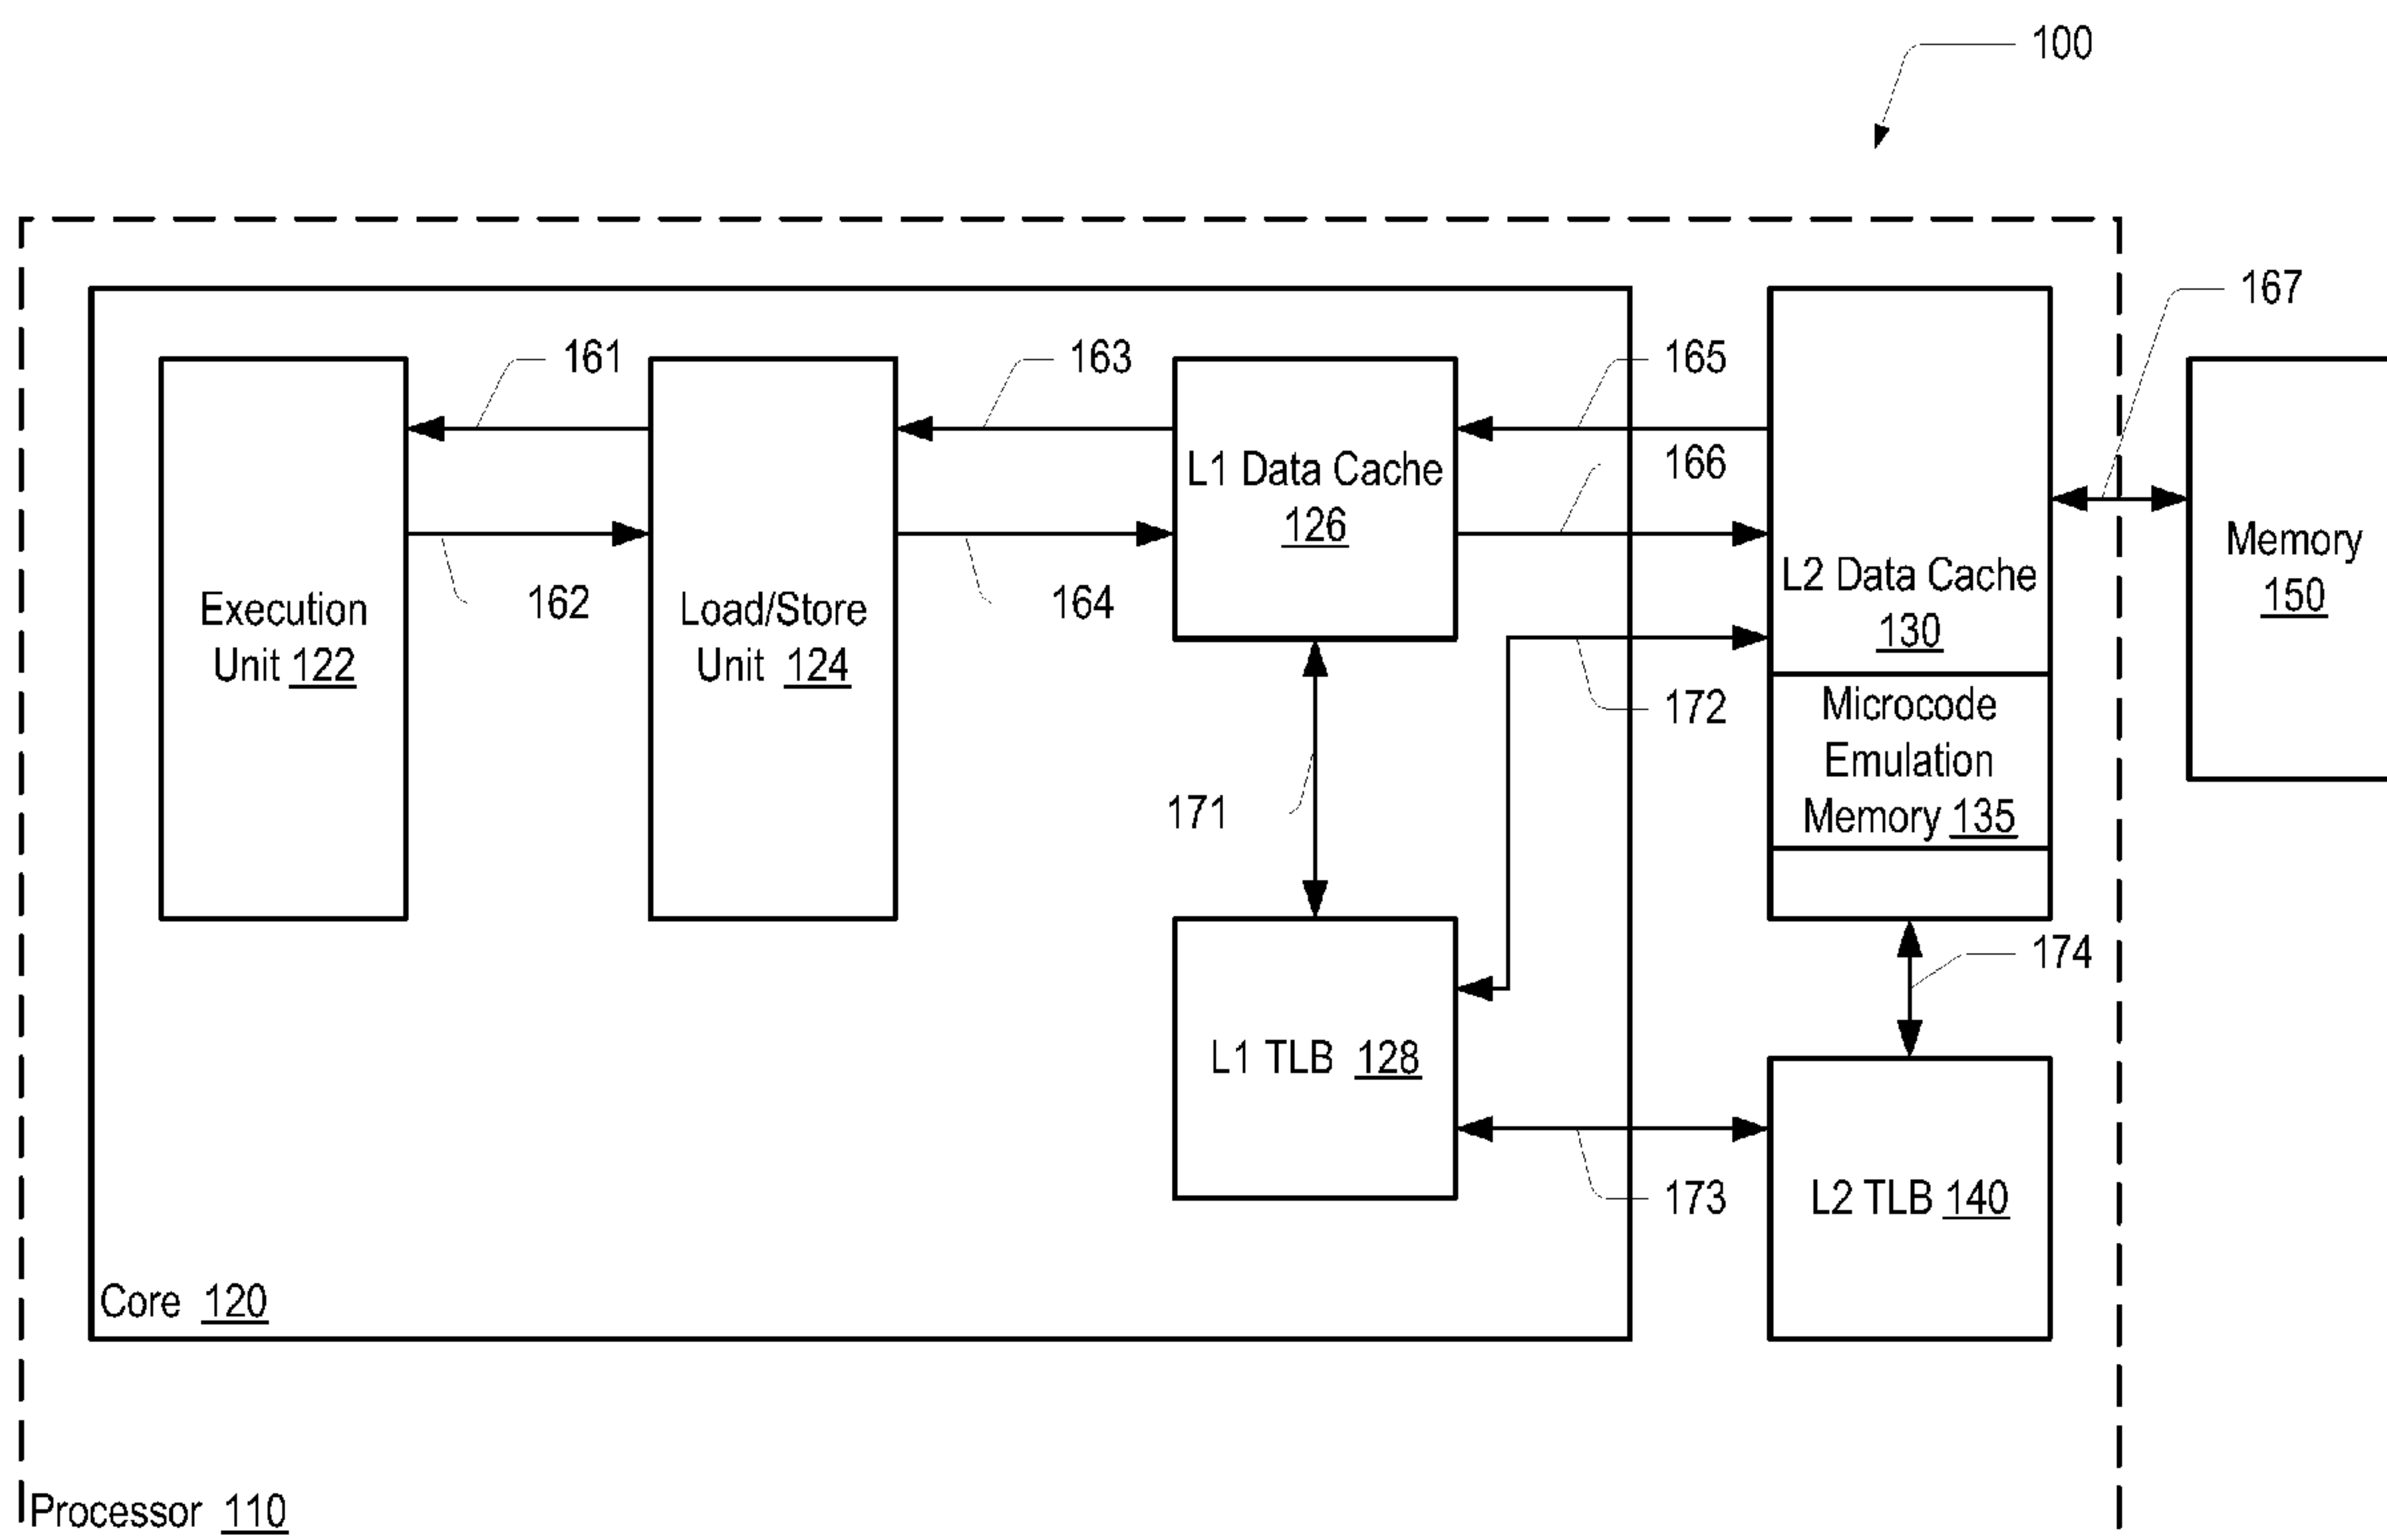 100
167
161
163
165
L1 Data Cache
126
166
Memory
150
L2 Data Cache
130
Execution
Unit 122
162
Load/Store
Unit 124
164
172
Microcode
Emulation
Memory 135
171
174
L1 TLB 128
173
L2 TLB 140
Core 120
Processor 110